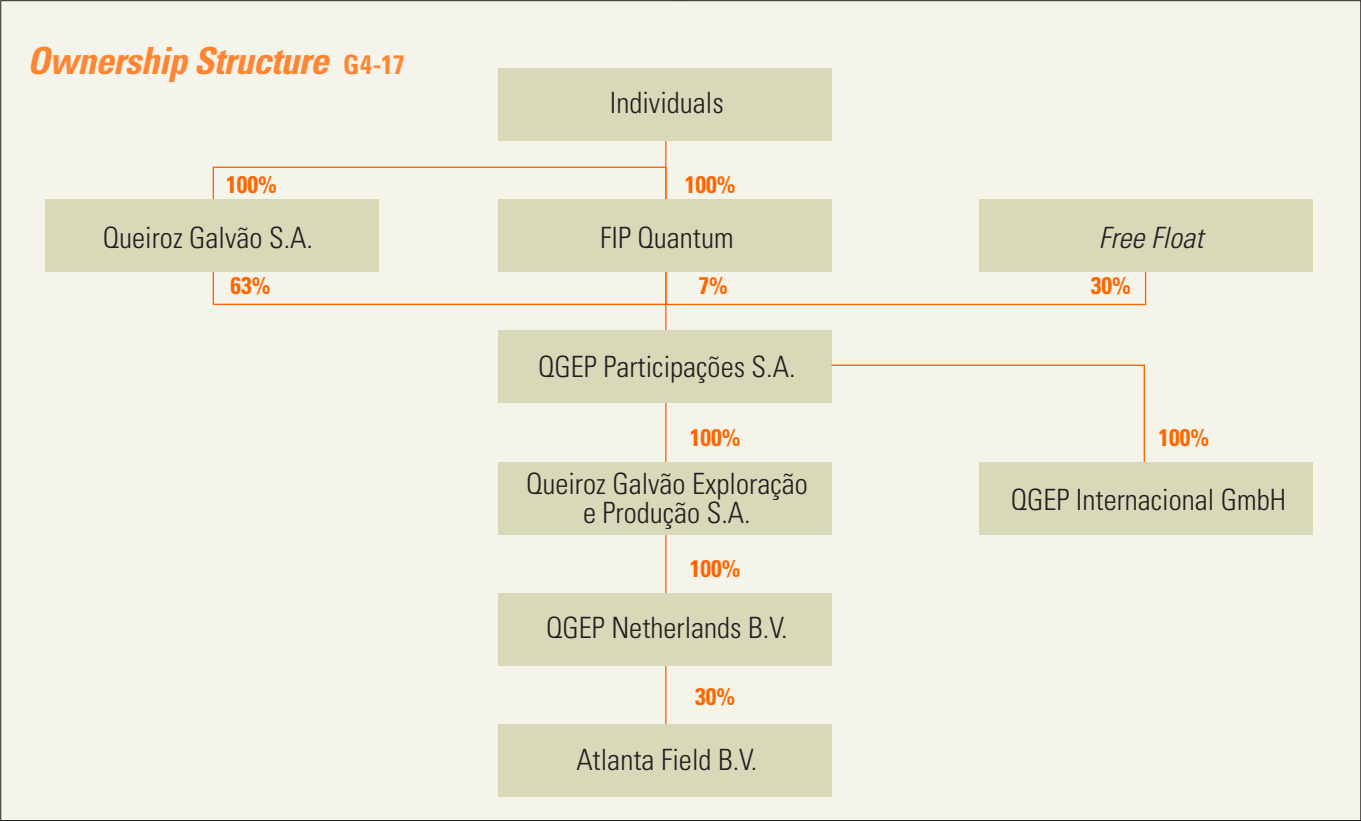 Ownership Structure G4-17
Individuals
100%
100%
Queiroz Galvão S.A.
FIP Quantum
Free Float
63%
7%
30%
QGEP Participações S.A.
100%
100%
Queiroz Galvão Exploração
e Produção S.A.
QGEP Internacional GmbH
100%
QGEP Netherlands B.V.
30%
Atlanta Field B.V.